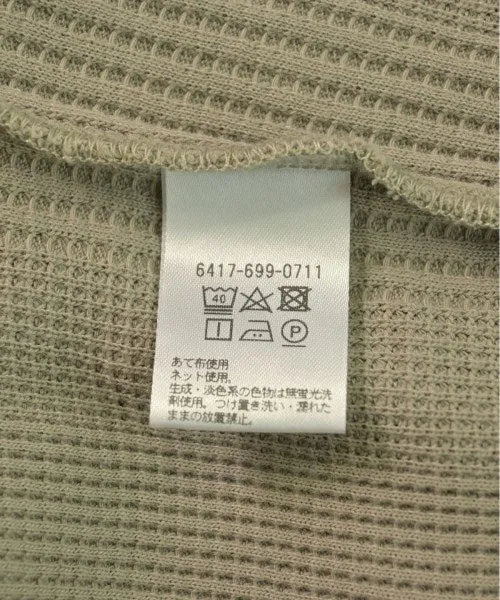 6417-699-0711
40
P
あて布使用
ネット使用。
生成・淡色系の色物は無蛍光洗
剤使用。つけ置き洗い・濡れた
ままの放置禁止。